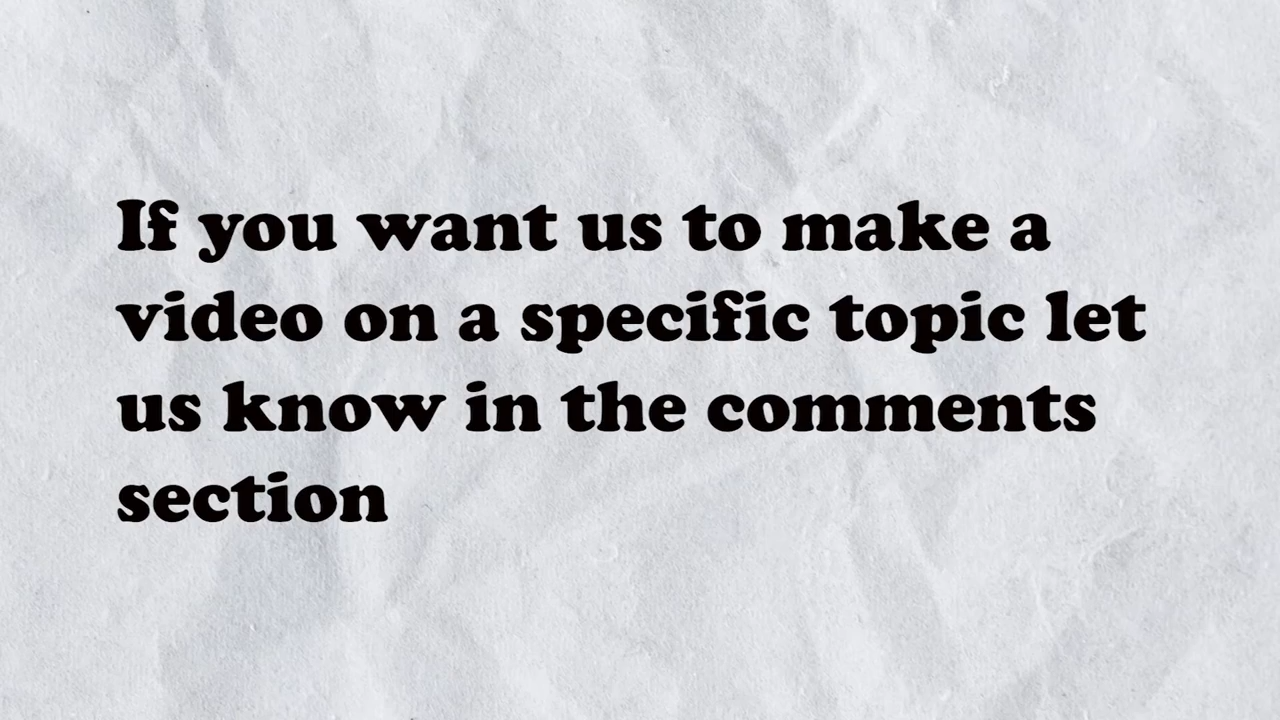 If you want us to make a
video on a specific topic let
us know in the comments
section